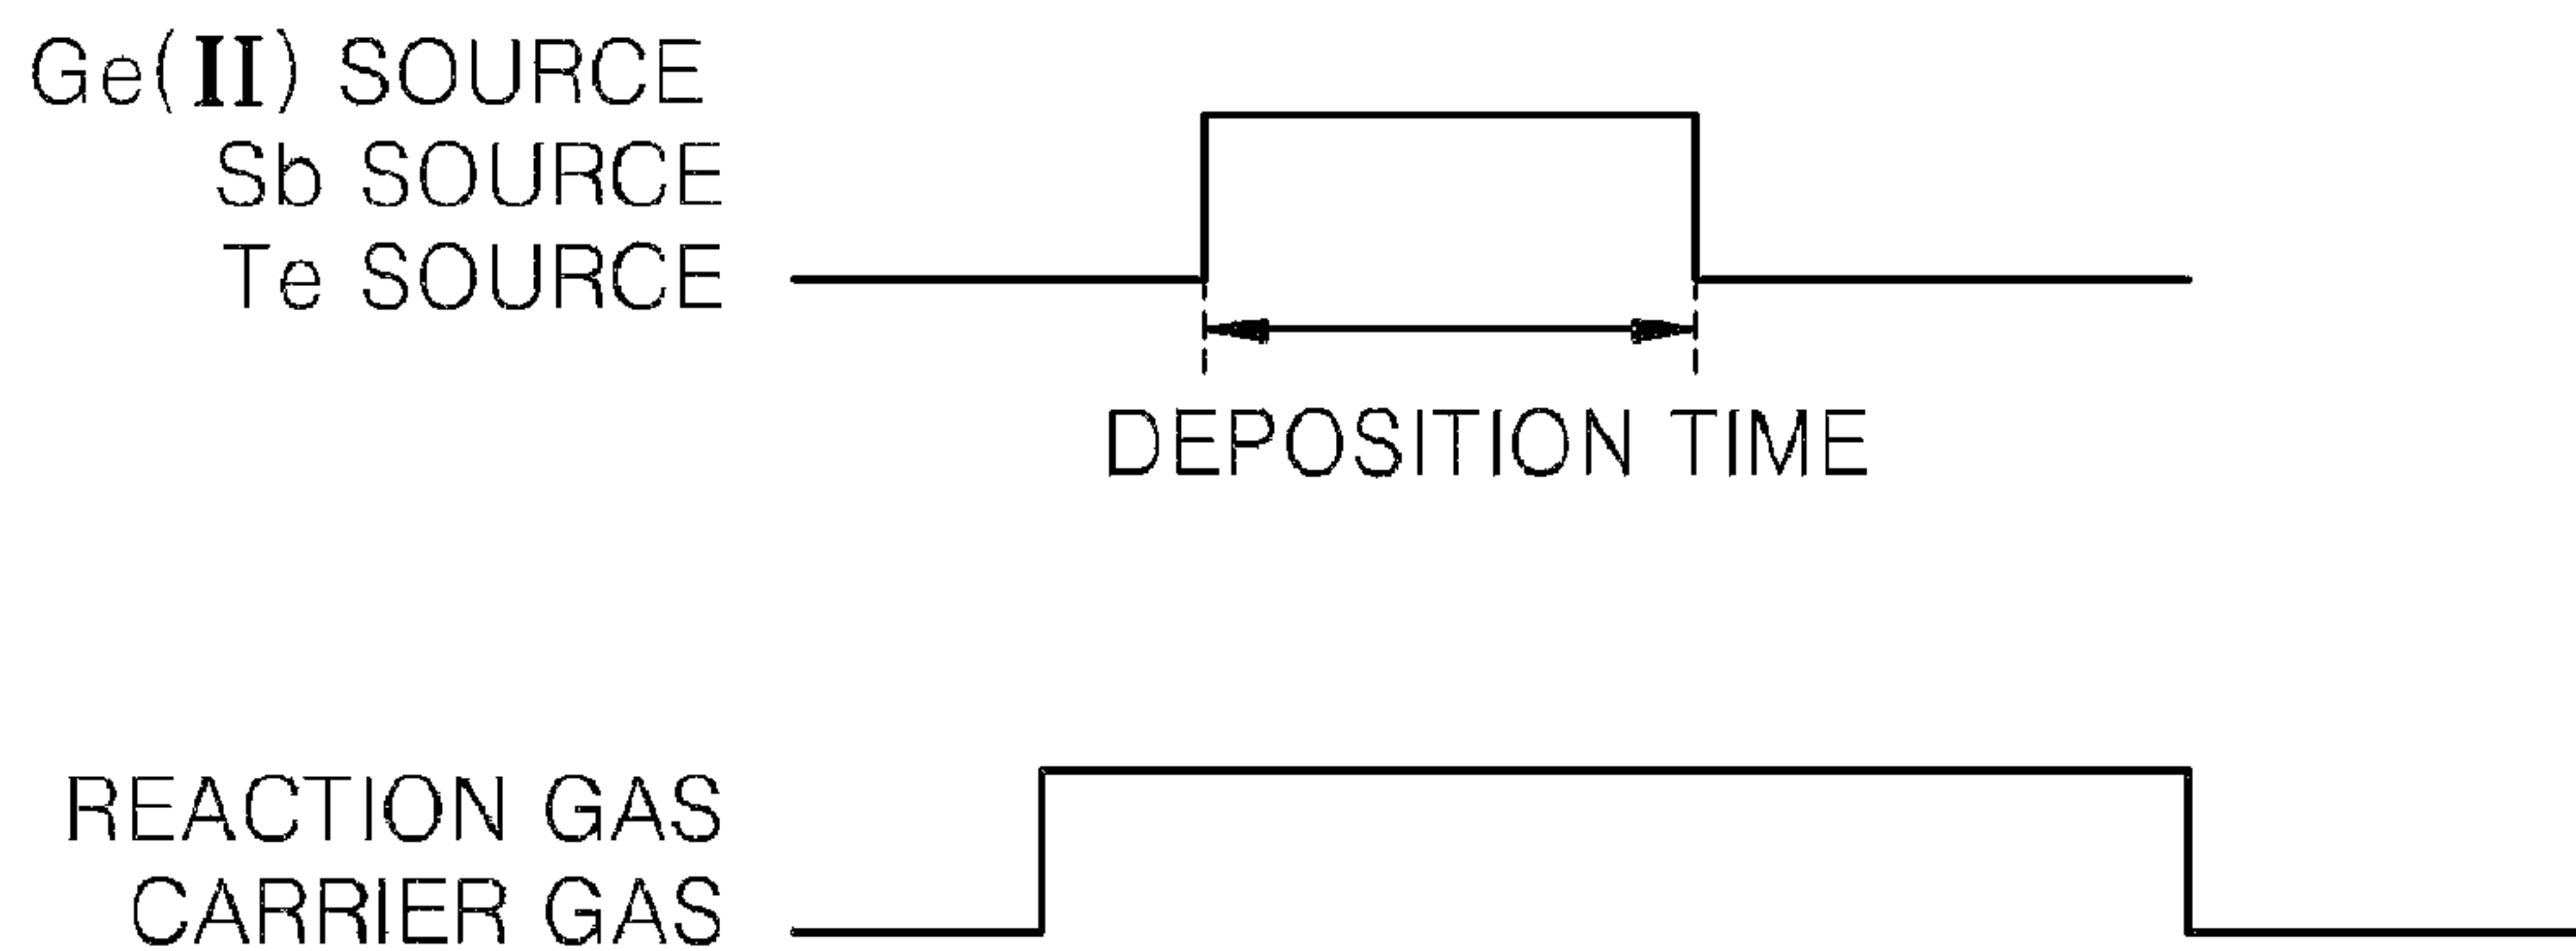 Ge(II) SOURCE
Sb SOURCE
Te SOURCE
DEPOSITION TIME
REACTION GAS
CARRIER GAS